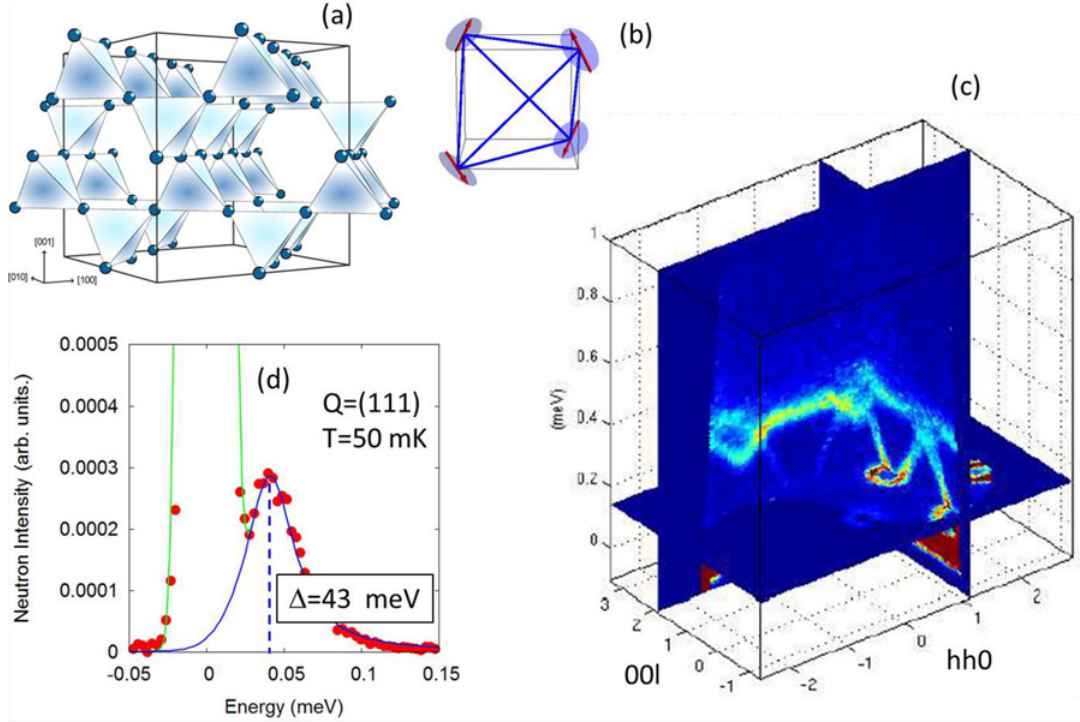 (a)
[001]
[010]
[100]
(b)
(c)
1
0.8
0.6
0.4
0.2
0
(meV)
3
2
1
0
-1
00l
-2
-1
0
1
2
hh0
(d)
0.0005
0.0004
0.0003
0.0002
0.0001
0
Neutron Intensity (arb. units.)
Q=(111)
T=50 mK
Δ=43 meV
-0.05
0
0.05
0.10
0.15
Energy (meV)